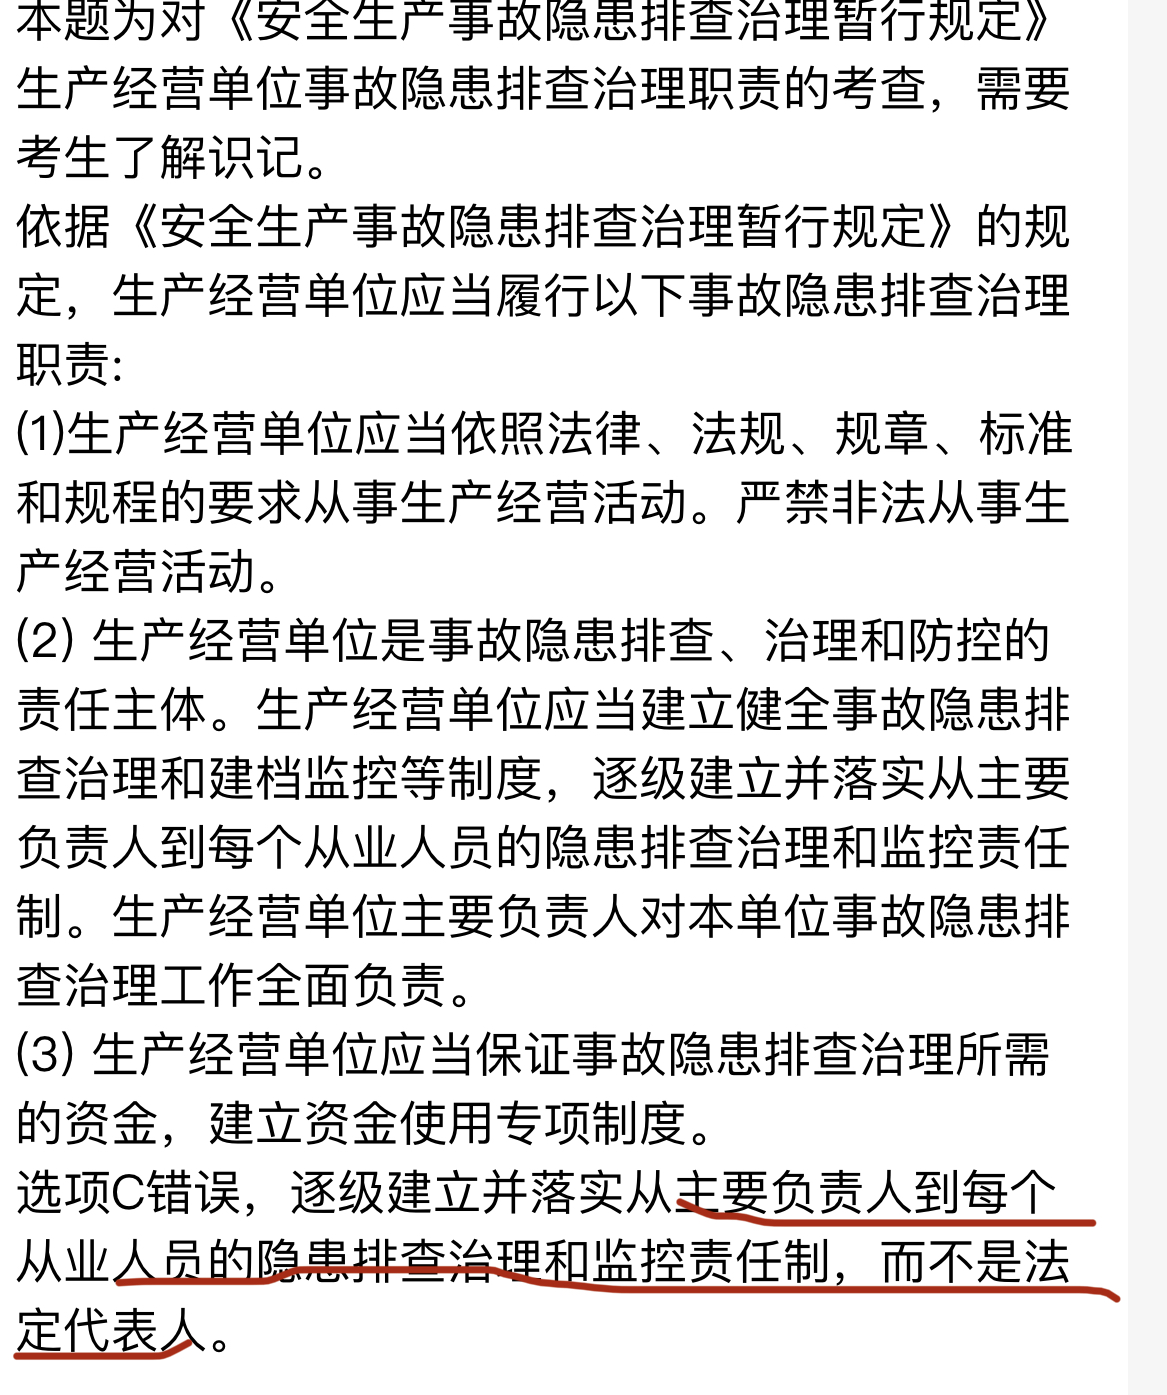 本题为对《安全生产事故隐患排查治理暂行规定》
生产经营单位事故隐患排查治理职责的考查，需要
考生了解识记。
依据《安全生产事故隐患排查治理暂行规定》的规
定，生产经营单位应当履行以下事故隐患排查治理
职责:
(1)生产经营单位应当依照法律、法规、规章、标准
和规程的要求从事生产经营活动。严禁非法从事生
产经营活动。
(2) 生产经营单位是事故隐患排查、治理和防控的
责任主体。生产经营单位应当建立健全事故隐患排
查治理和建档监控等制度，逐级建立并落实从主要
负责人到每个从业人员的隐患排查治理和监控责任
制。生产经营单位主要负责人对本单位事故隐患排
查治理工作全面负责。
(3) 生产经营单位应当保证事故隐患排查治理所需
的资金，建立资金使用专项制度。
选项C错误，逐级建立并落实从主要负责人到每个
从业人员的隐患排查治理和监控责任制，而不是法
定代表人。